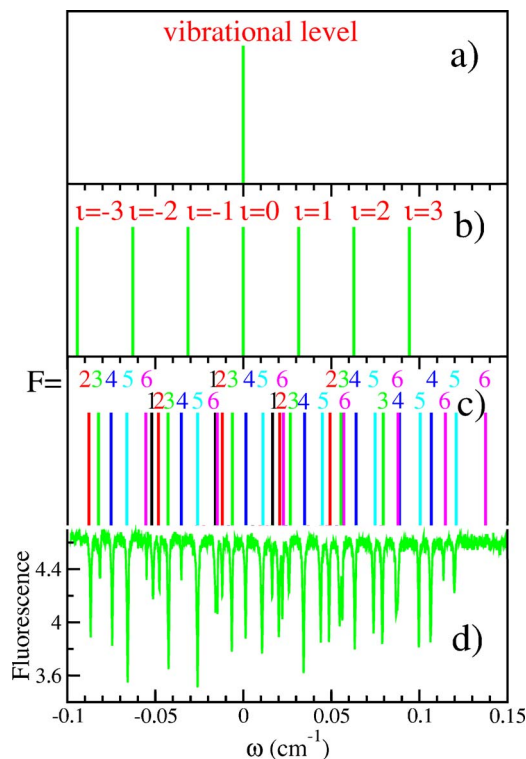 vibrational level
a)
ι=-3 ι=-2 ι=-1 ι=0 ι=1 ι=2 ι=3
b)
F= 2 3 4 5 6 1 2 3 4 5 6 2 3 4 5 6 4 5 6
1 2 3 4 5 6 1 2 3 4 5 6 3 4 5 6
c)
Fluorescence
4.4
4
3.6
d)
-0.1 -0.05 0 0.05 0.1 0.15
ω (cm⁻¹)